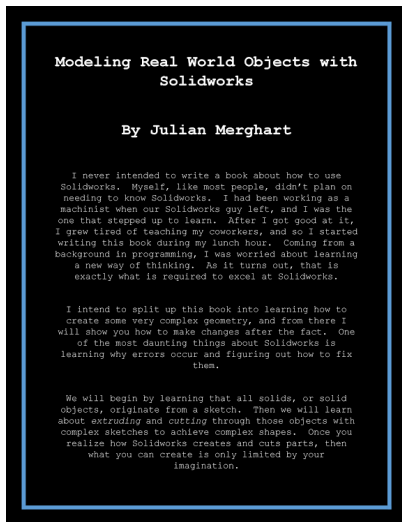 Modeling Real World Objects with
Solidworks
By Julian Merghart
I never intended to write a book about how to use
Solidworks. Myself, like most people, didn't plan on
needing to know Solidworks. I had been working as a
machinist when our Solidworks guy left, and I was the
one that stepped up to learn. After I got good at it,
I grew tired of teaching my coworkers, and so I started
writing this book during my lunch hour. Coming from a
background in programming, I was worried about learning
a new way of thinking. As it turns out, that is
exactly what is required to excel at Solidworks.
I intend to split up this book into learning how to
create some very complex geometry, and from there I
will show you how to make changes after the fact. One
of the most daunting things about Solidworks is
learning why errors occur and figuring out how to fix
them.
We will begin by learning that all solids, or solid
objects, originate from a sketch. Then we will learn
about extruding and cutting through those objects with
complex sketches to achieve complex shapes. Once you
realize how Solidworks creates and cuts parts, then
what you can create is only limited by your
imagination.